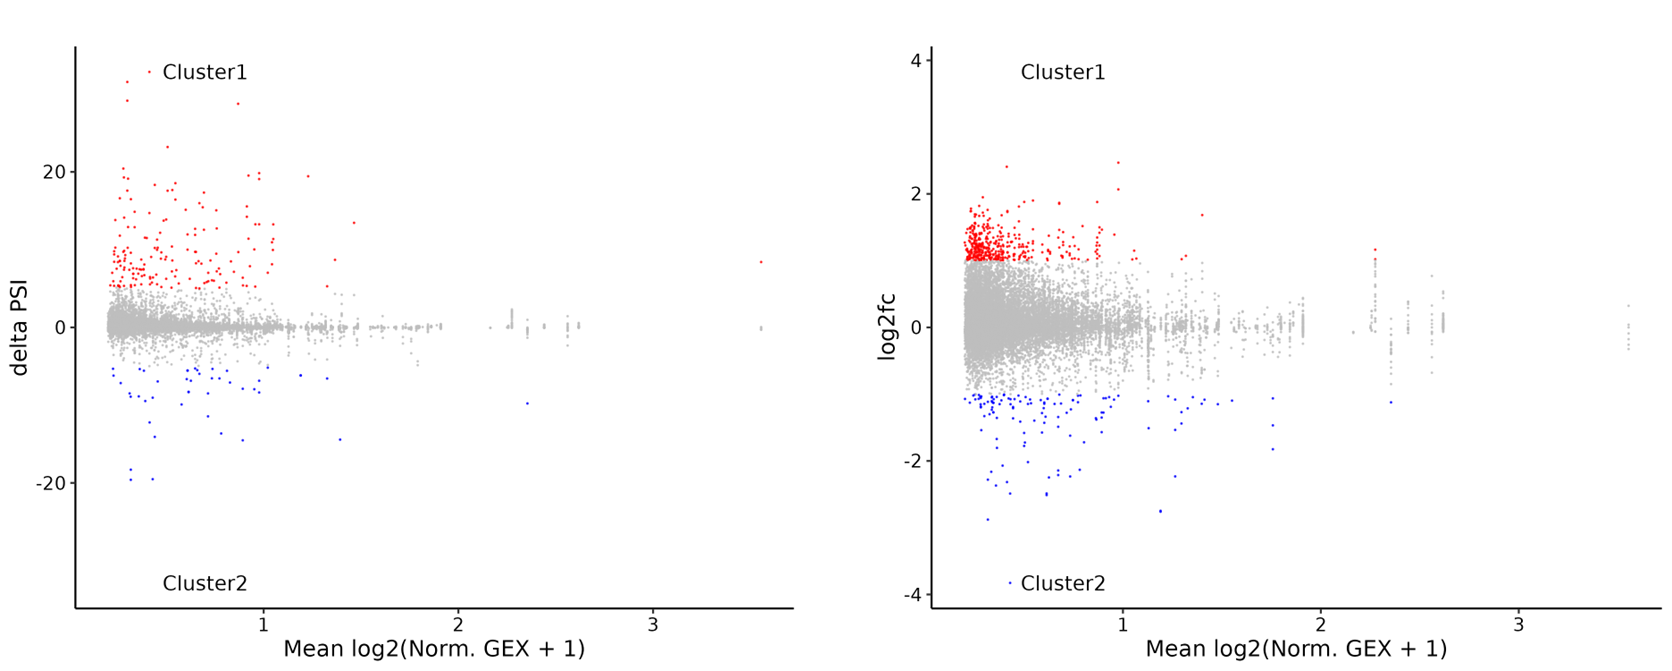 Cluster1
20
0
-20
delta PSI
Cluster2
1
2
3
Mean log2(Norm. GEX + 1)
4
Cluster1
2
0
-2
-4
log2fc
Cluster2
1
2
3
Mean log2(Norm. GEX + 1)